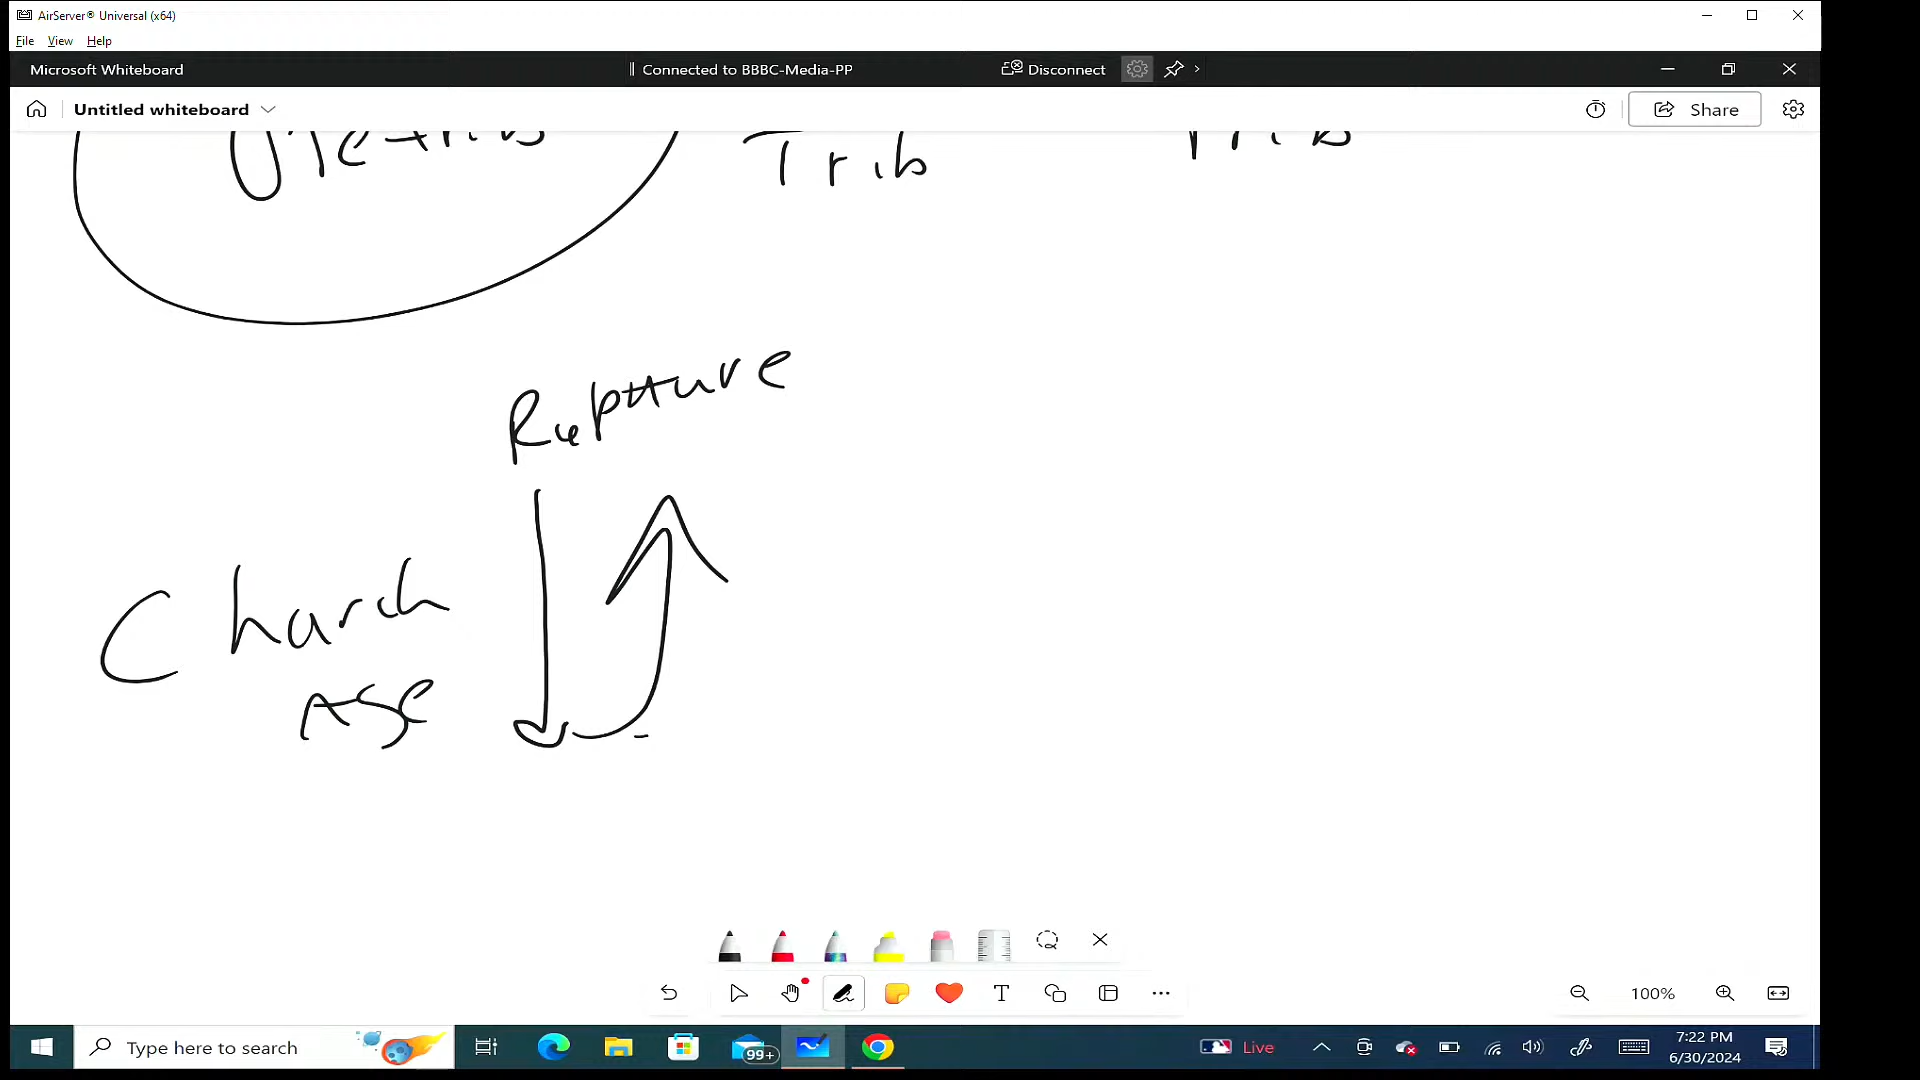 AirServer® Universal (x64)
File View Help
Microsoft Whiteboard
Connected to BBBC-Media-PP
Disconnect
Untitled whiteboard
Share
Trib
Trib
Rupture
Church
Age
100%
Type here to search
99+
Live
7:22 PM
6/30/2024